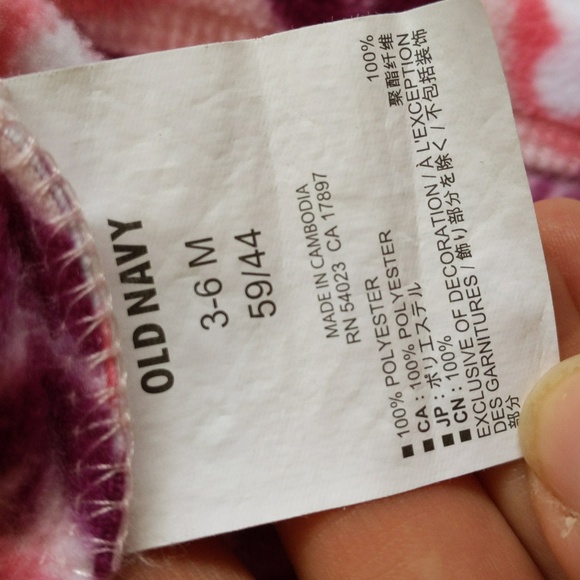 OLD NAVY
3-6 M
59/44
MADE IN CAMBODIA
RN 54023 CA 17897
■ 100% POLYESTER
■ CA : 100% POLYESTER 100%
■ JP : ポリエステル 聚酯纤维
■ CN : 100%
EXCLUSIVE OF DECORATION / À L'EXCEPTION
DES GARNITURES / 飾り部分を除く / 不包括装饰
部分